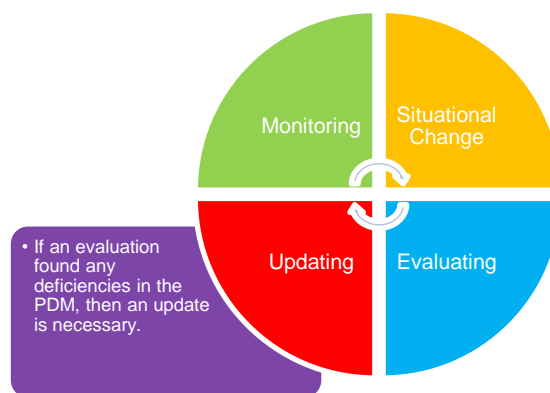 Monitoring
Situational
Change
Updating
Evaluating
• If an evaluation
found any
deficiencies in the
PDM, then an update
is necessary.